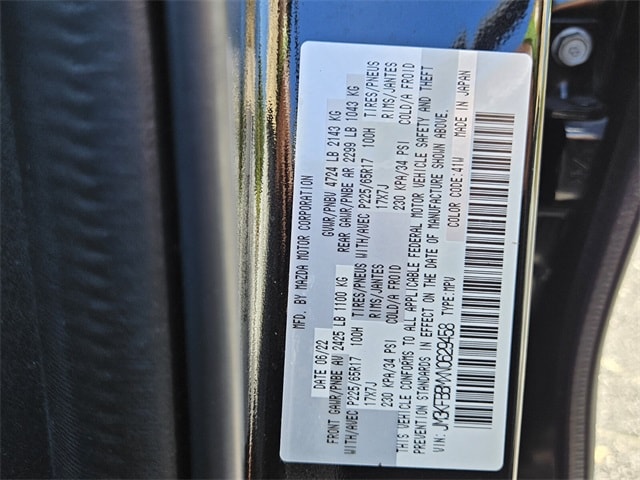 MFD. BY MAZDA MOTOR CORPORATION
DATE 06/22 GVWR/PNBV 4724 LB 2143 KG
FRONT GAWR/PNBE AV 2425 LB 1100 KG REAR GAWR/PNBE AR 2299 LB 1043 KG
WITH/AVEC P225/65R17 100H TIRES/PNEUS WITH/AVEC P225/65R17 100H TIRES/PNEUS
17X7J RIMS/JANTES 17X7J RIMS/JANTES
230 KPA/34 PSI COLD/A FROID 230 KPA/34 PSI COLD/A FROID
THIS VEHICLE CONFORMS TO ALL APPLICABLE FEDERAL MOTOR VEHICLE SAFETY AND THEFT
PREVENTION STANDARDS IN EFFECT ON THE DATE OF MANUFACTURE SHOWN ABOVE.
VIN: JM3KFBBMXN0629458 TYPE:MPV COLOR CODE:41W MADE IN JAPAN